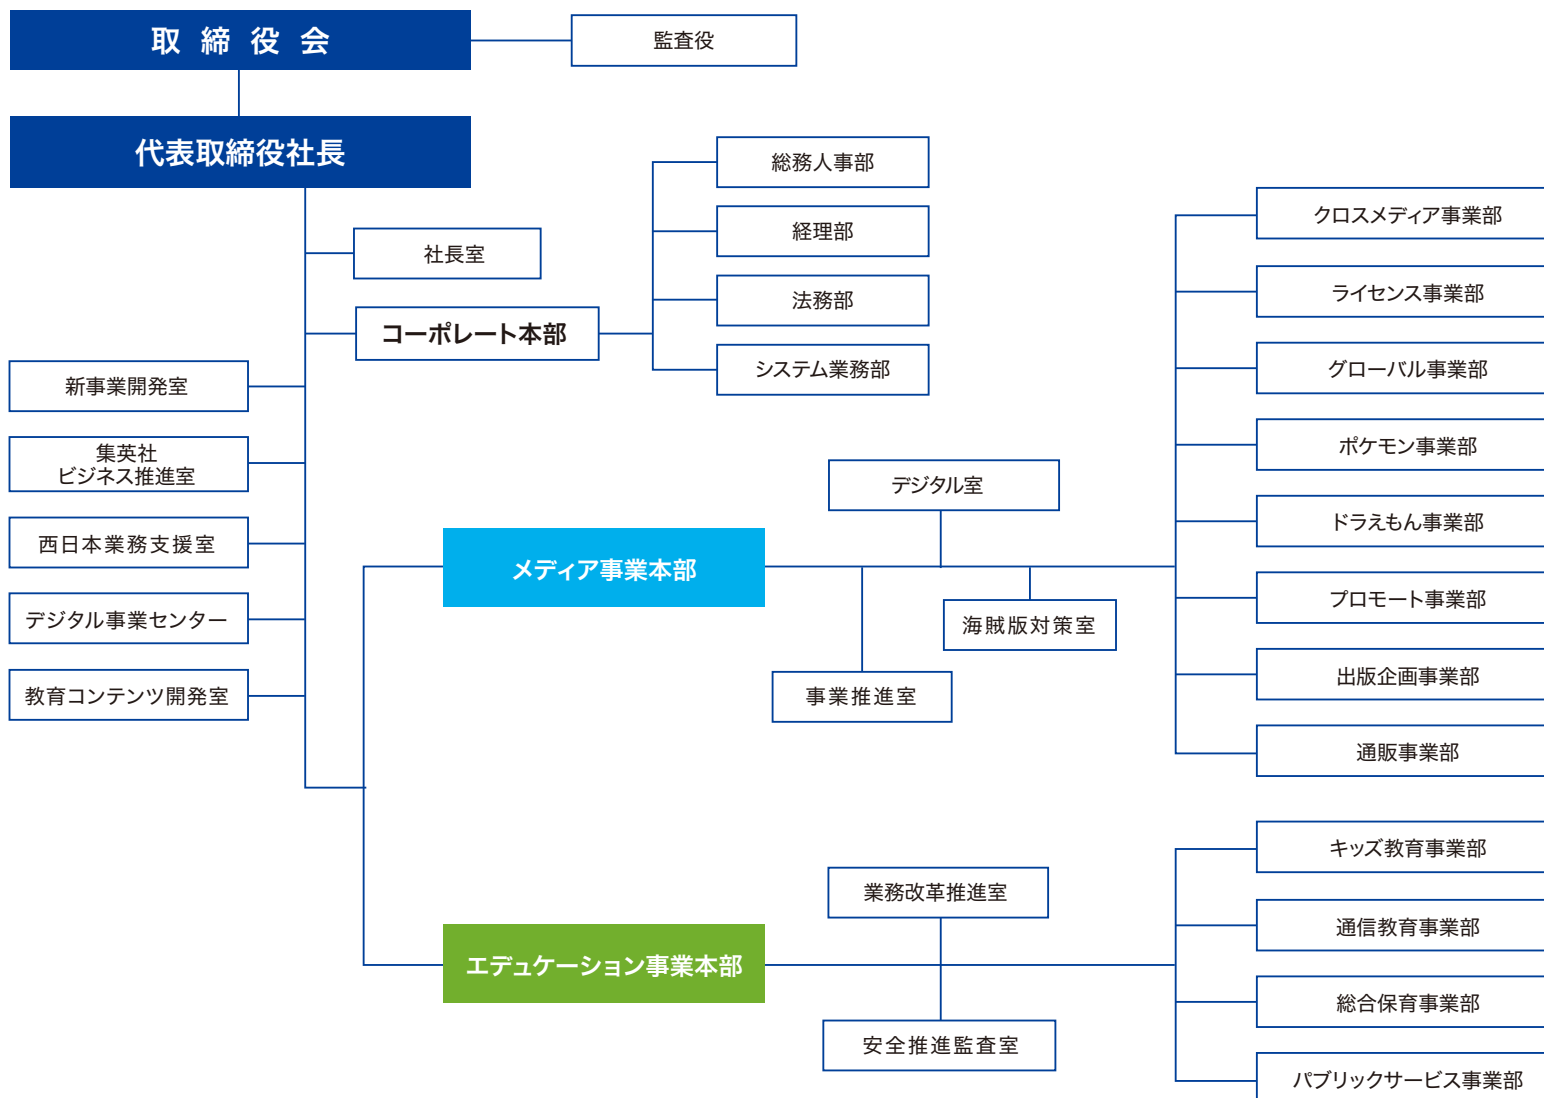 取締役会
監査役
代表取締役社長
社長室
コーポレート本部
総務人事部
経理部
法務部
システム業務部
新事業開発室
集英社
ビジネス推進室
西日本業務支援室
デジタル事業センター
教育コンテンツ開発室
メディア事業本部
デジタル室
海賊版対策室
事業推進室
クロスメディア事業部
ライセンス事業部
グローバル事業部
ポケモン事業部
ドラえもん事業部
プロモート事業部
出版企画事業部
通販事業部
エデュケーション事業本部
業務改革推進室
安全推進監査室
キッズ教育事業部
通信教育事業部
総合保育事業部
パブリックサービス事業部